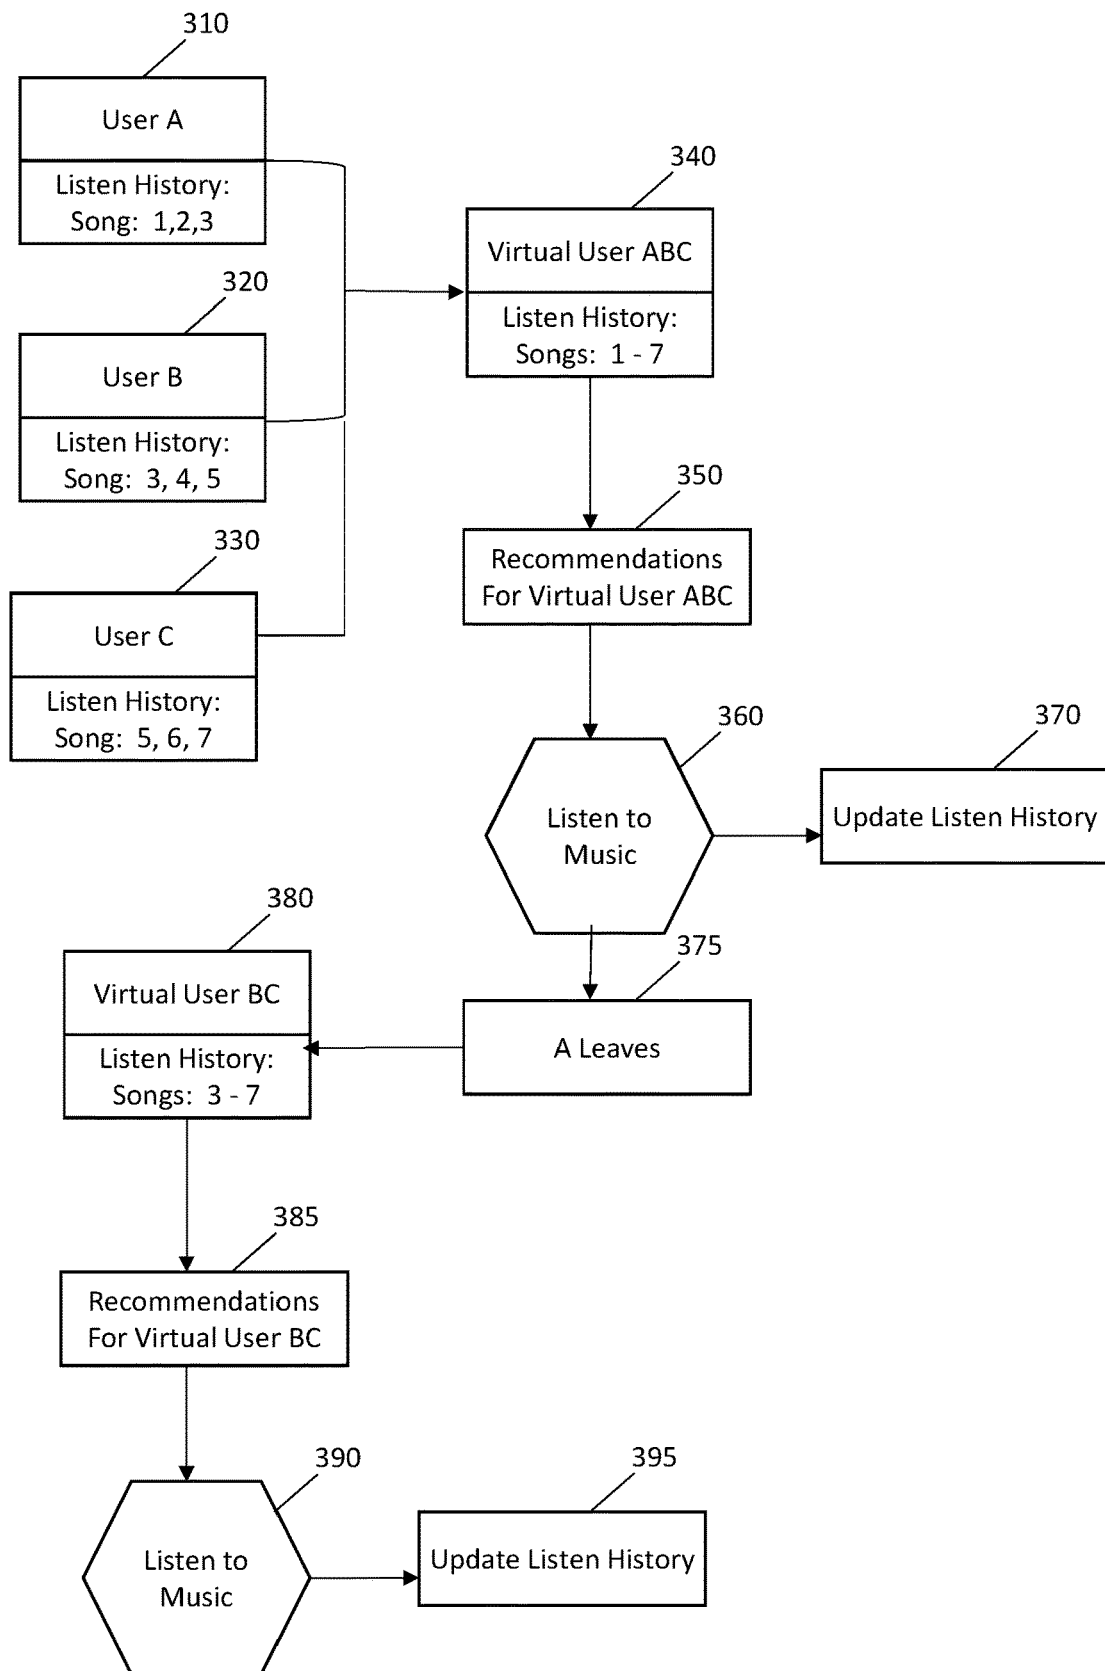 310
User A
Listen History:
Song: 1,2,3
340
Virtual User ABC
Listen History:
Songs: 1 - 7
320
User B
Listen History:
Song: 3, 4, 5
350
Recommendations
For Virtual User ABC
330
User C
Listen History:
Song: 5, 6, 7
360
Listen to
Music
370
Update Listen History
375
A Leaves
380
Virtual User BC
Listen History:
Songs: 3 - 7
385
Recommendations
For Virtual User BC
390
Listen to
Music
395
Update Listen History